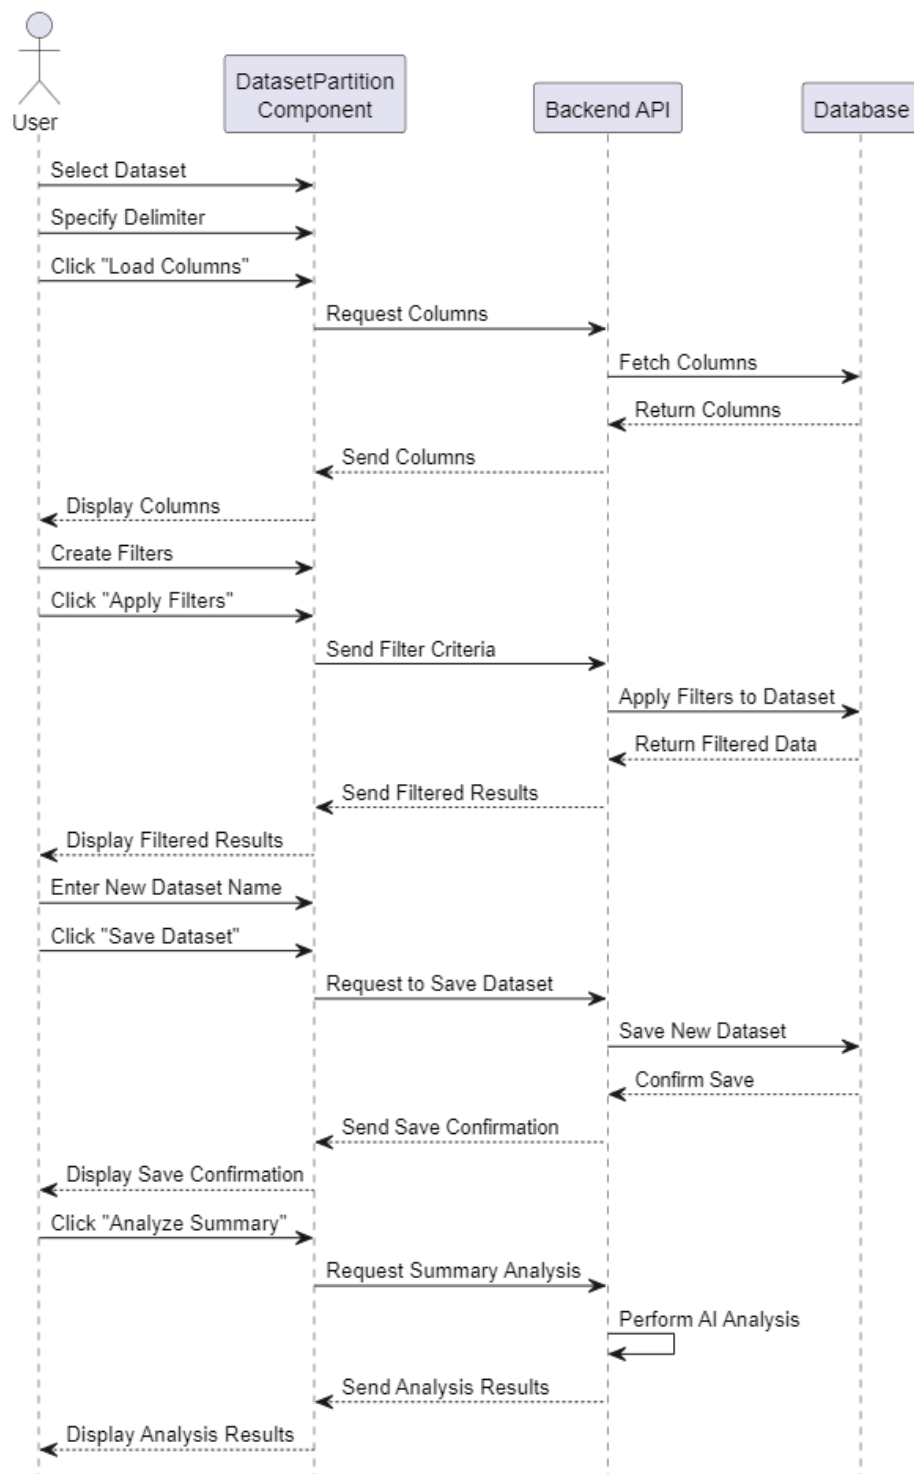 DatasetPartition
Component
Backend API
Database
User
Select Dataset
Specify Delimiter
Click "Load Columns"
Request Columns
Fetch Columns
Return Columns
Send Columns
Display Columns
Create Filters
Click "Apply Filters"
Send Filter Criteria
Apply Filters to Dataset
Return Filtered Data
Send Filtered Results
Display Filtered Results
Enter New Dataset Name
Click "Save Dataset"
Request to Save Dataset
Save New Dataset
Confirm Save
Send Save Confirmation
Display Save Confirmation
Click "Analyze Summary"
Request Summary Analysis
Perform AI Analysis
Send Analysis Results
Display Analysis Results